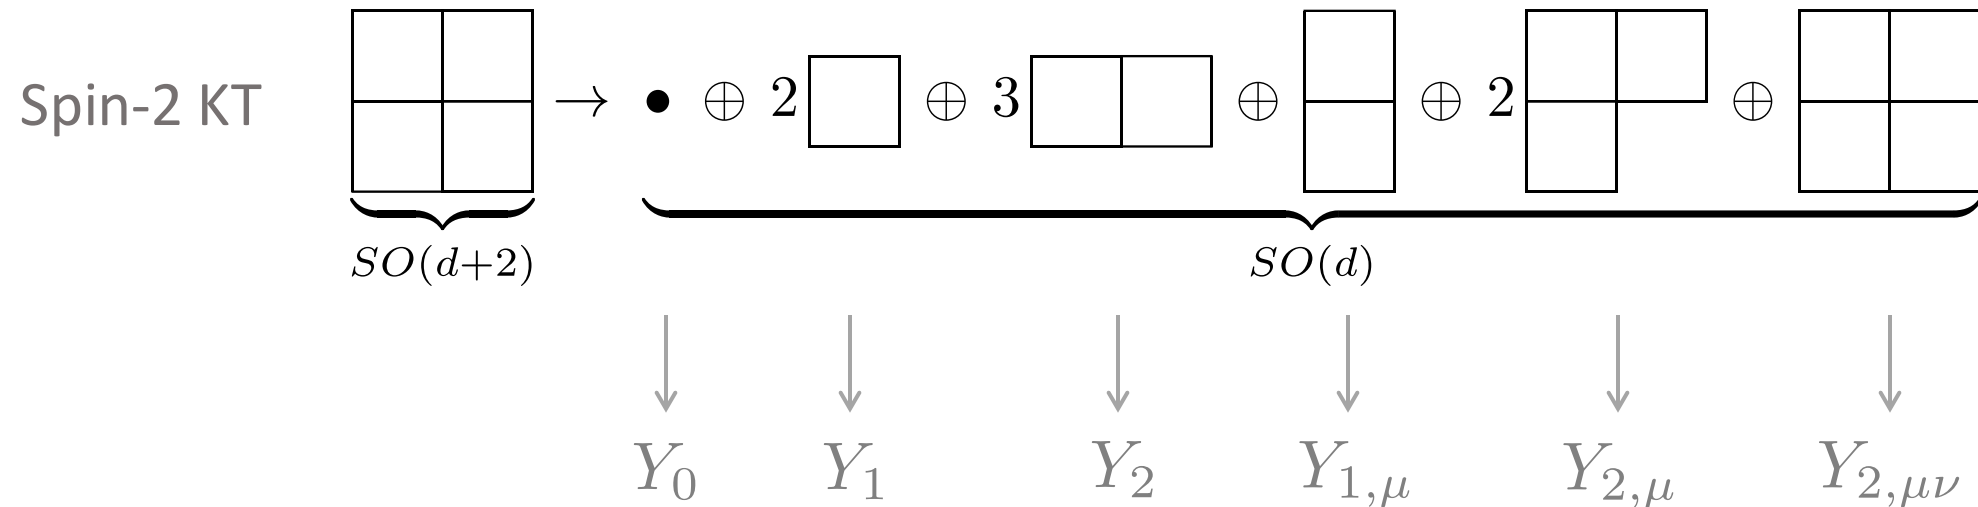 Spin-2 KT → • ⊕ 2 ⊕ 3 ⊕ ⊕ 2 ⊕
SO(d+2) SO(d)
Y_0 Y_1 Y_2 Y_{1,μ} Y_{2,μ} Y_{2,μν}